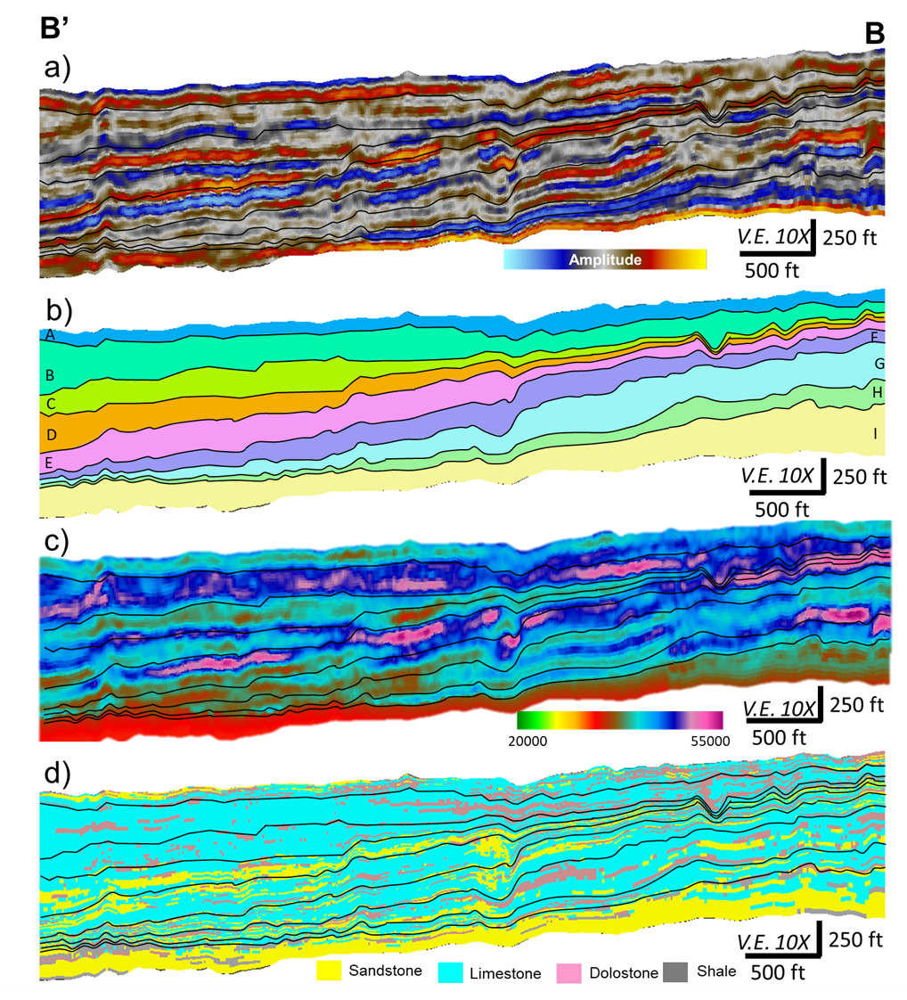 B’
B
a)
V.E. 10X
250 ft
500 ft
Amplitude
b)
A
B
C
D
E
F
G
H
I
V.E. 10X
250 ft
500 ft
c)
V.E. 10X
250 ft
500 ft
20000
55000
d)
V.E. 10X
250 ft
500 ft
Sandstone
Limestone
Dolostone
Shale